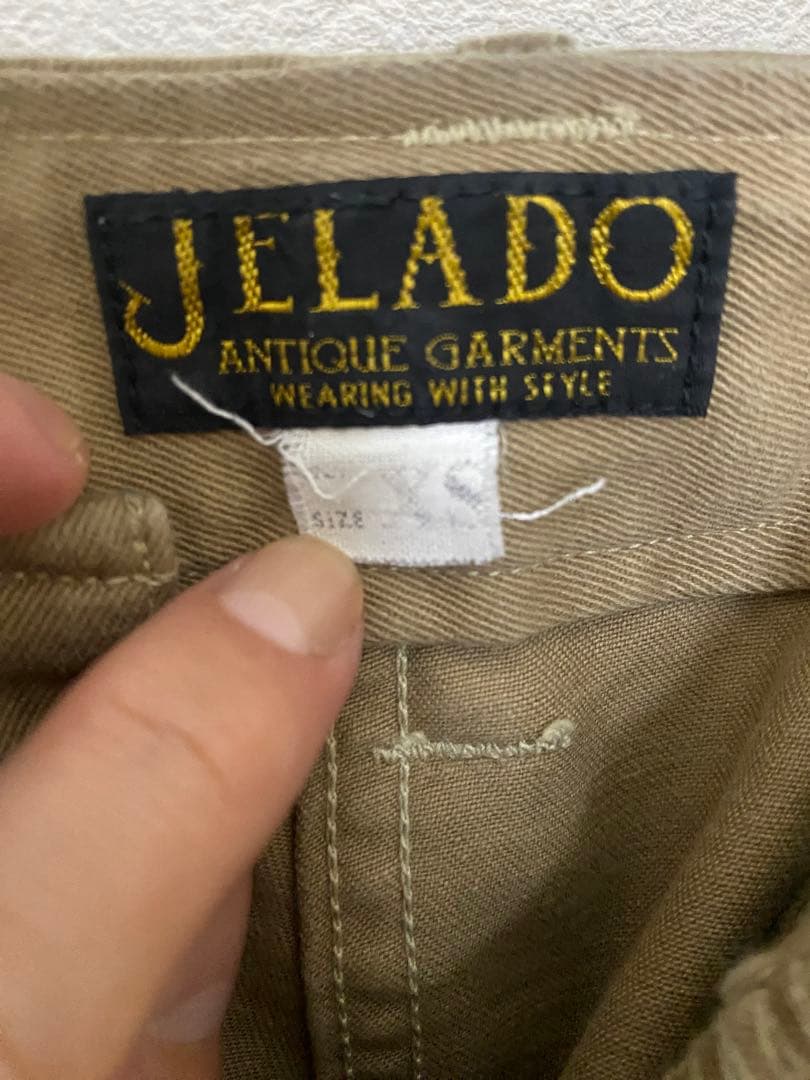 JELADO
ANTIQUE GARMENTS
WEARING WITH STYLE
SIZE